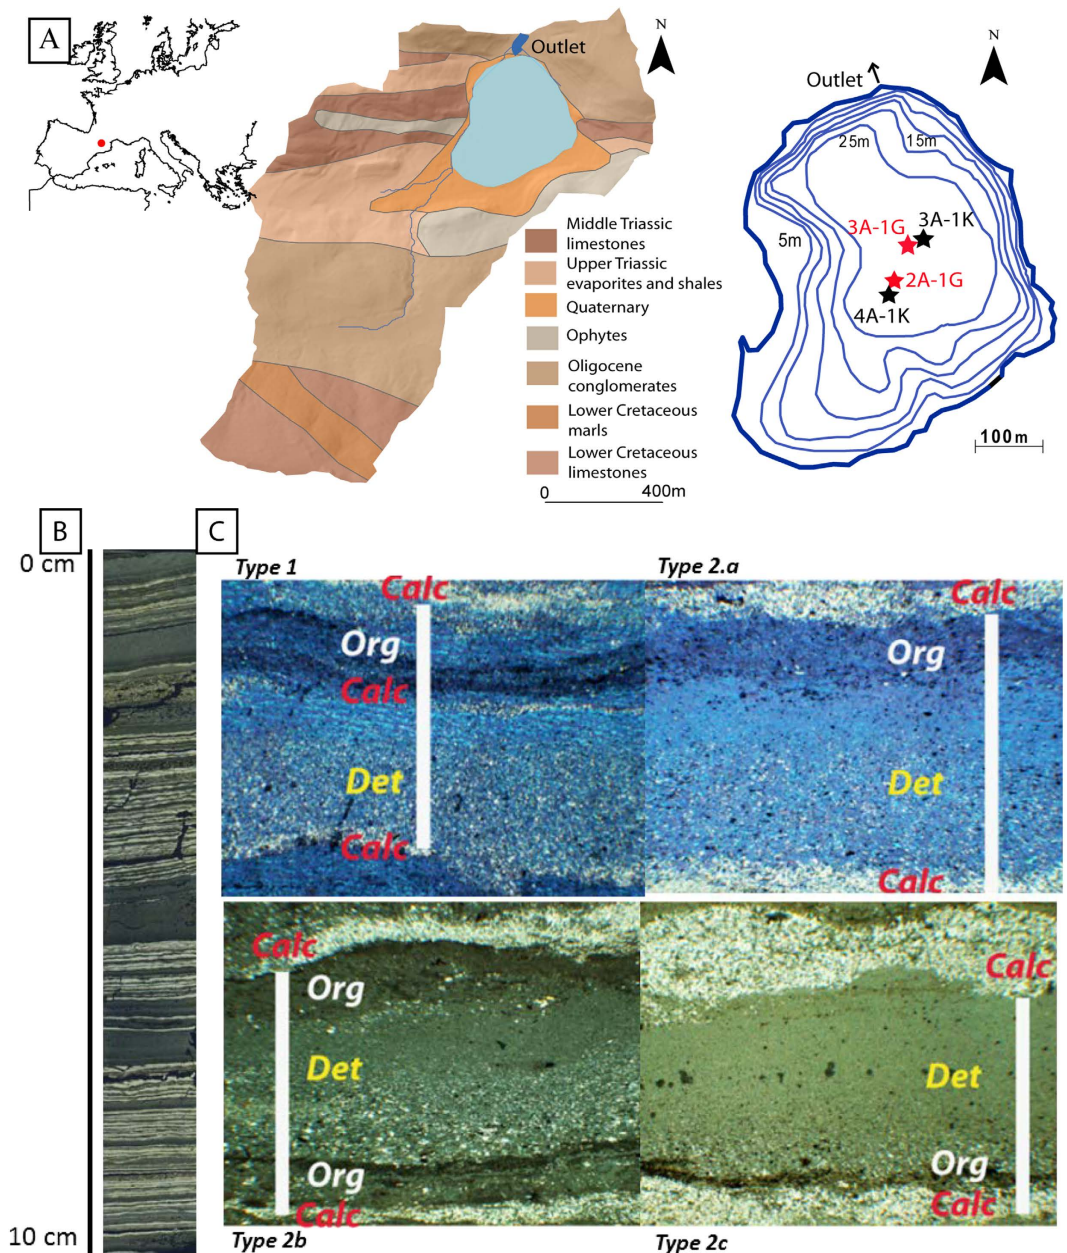 A
N
Outlet
Middle Triassic
limestones
Upper Triassic
evaporites and shales
Quaternary
Ophytes
Oligocene
conglomerates
Lower Cretaceous
marls
Lower Cretaceous
limestones
0 400m
N
Outlet
25m
15m
5m
3A-1G
3A-1K
2A-1G
4A-1K
100m
B
0 cm
10 cm
C
Type 1
Calc
Org
Calc
Det
Calc
Type 2.a
Calc
Org
Det
Calc
Calc
Org
Det
Org
Calc
Type 2b
Calc
Det
Org
Calc
Type 2c